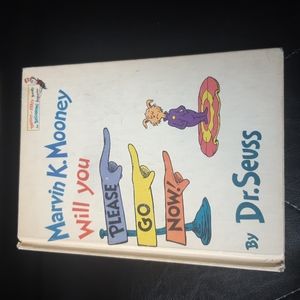 Marvin K. Mooney
Will you
PLEASE
GO
NOW!
By Dr. Seuss